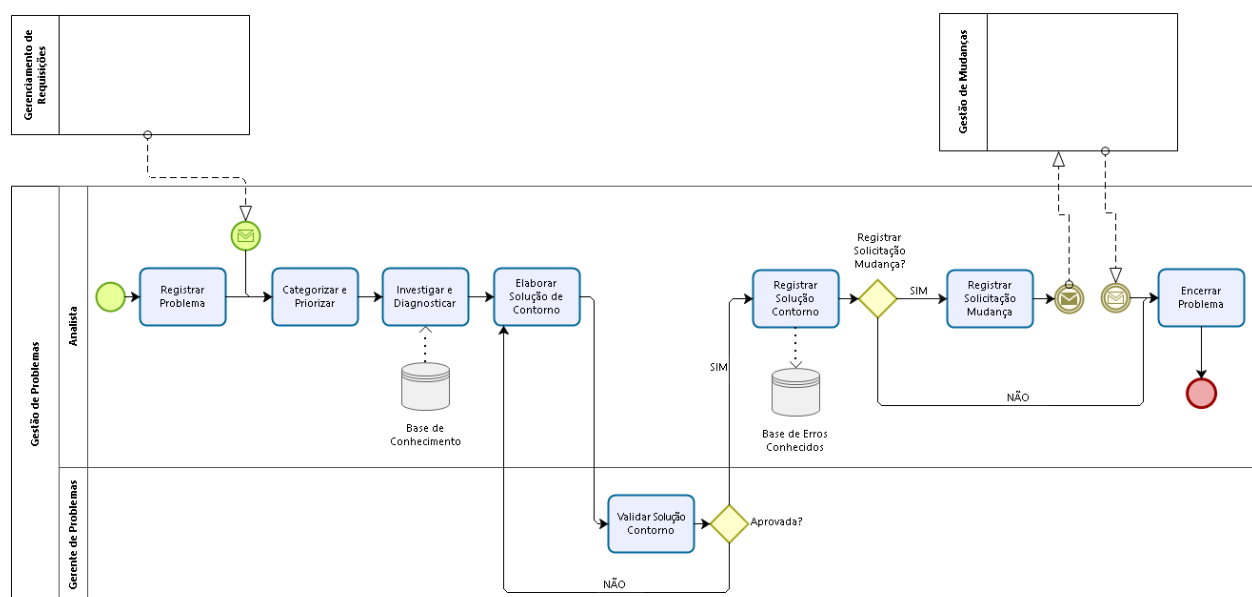 Gerenciamento de
Requisições
Gestão de Mudanças
Gestão de Problemas
Analista
Registrar
Problema
Categorizar e
Priorizar
Investigar e
Diagnosticar
Elaborar
Solução de
Contorno
Base de
Conhecimento
SIM
Registrar
Solução
Contorno
Base de Erros
Conhecidos
Registrar
Solicitação
Mudança?
SIM
NÃO
Registrar
Solicitação
Mudança
Encerrar
Problema
Gerente de Problemas
Validar Solução
Contorno
Aprovada?
NÃO